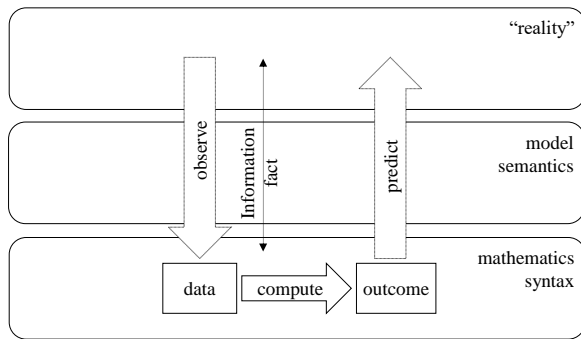 “reality”
model
semantics
observe
Information
fact
predict
mathematics
syntax
data
compute
outcome